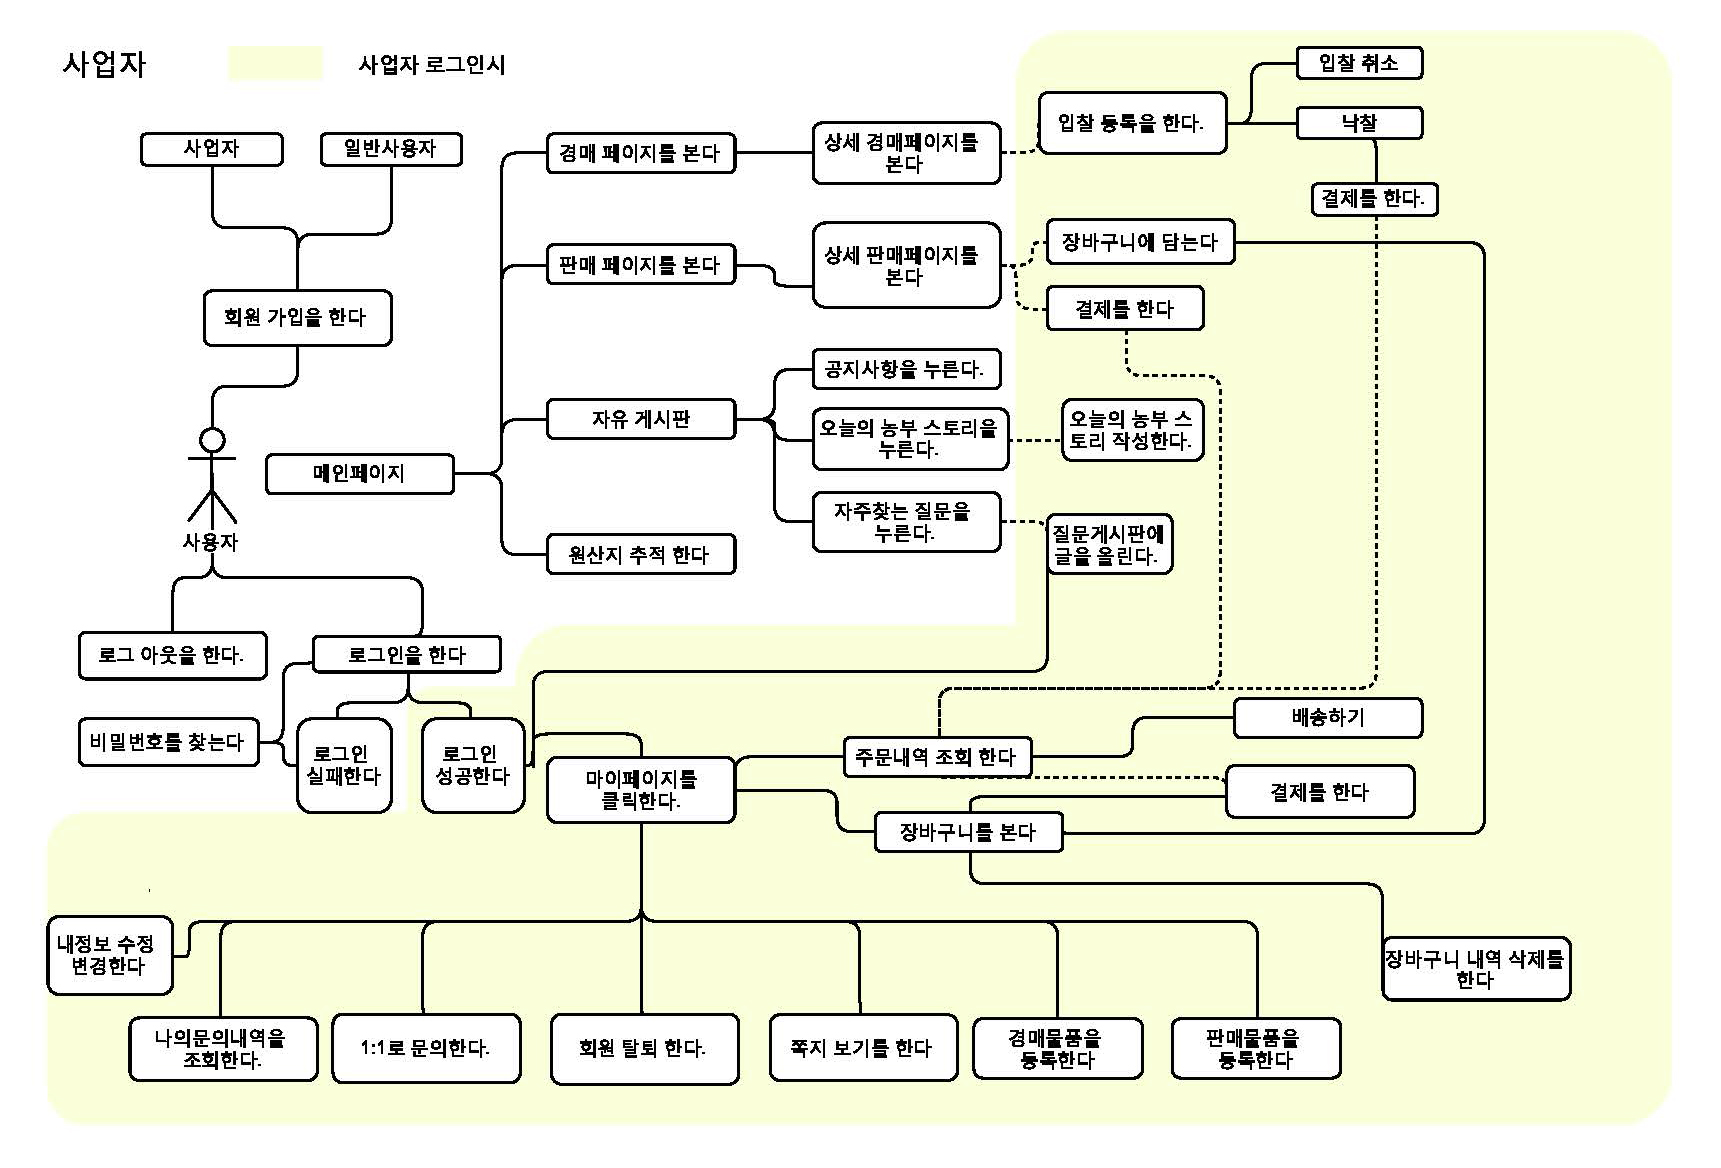 사업자
사업자 로그인시
사업자
일반사용자
회원 가입을 한다
사용자
로그 아웃을 한다.
로그인을 한다
비밀번호를 찾는다
로그인
실패한다
로그인
성공한다
메인페이지
경매 페이지를 본다
판매 페이지를 본다
자유 게시판
원산지 추적 한다
상세 경매페이지를
본다
상세 판매페이지를
본다
공지사항을 누른다.
오늘의 농부 스토리을
누른다.
자주찾는 질문을
누른다.
입찰 등록을 한다.
입찰 취소
낙찰
결제를 한다.
장바구니에 담는다
결제를 한다
오늘의 농부 스
토리 작성한다.
질문게시판에
글을 올린다.
마이페이지를
클릭한다.
주문내역 조회 한다
배송하기
결제를 한다
장바구니를 본다
장바구니 내역 삭제를
한다
내정보 수정
변경한다
나의문의내역을
조회한다.
1:1로 문의한다.
회원 탈퇴 한다.
쪽지 보기를 한다
경매물품을
등록한다
판매물품을
등록한다